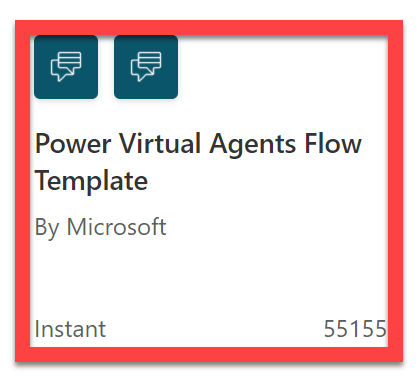 Power Virtual Agents Flow
Template
By Microsoft
Instant 55155